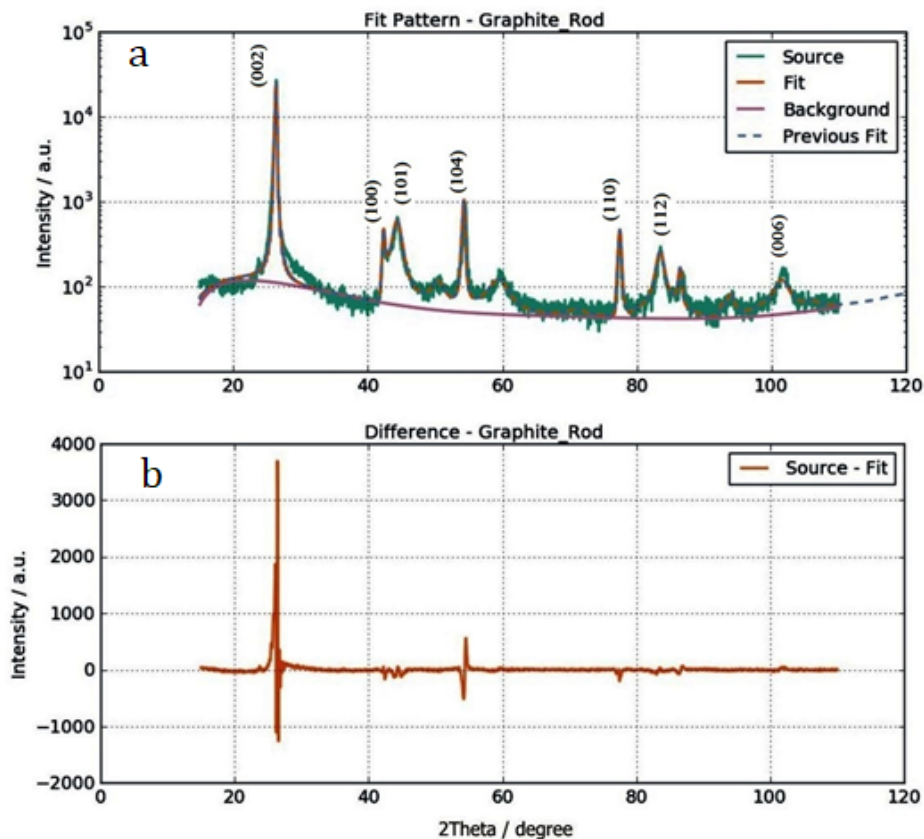 Fit Pattern - Graphite_Rod
a
10^5
10^4
10^3
10^2
10^1
Intensity / a.u.
(002)
(100)
(101)
(104)
(110)
(112)
(006)
Source
Fit
Background
Previous Fit
0 20 40 60 80 100 120
Difference - Graphite_Rod
b
4000
3000
2000
1000
0
−1000
−2000
Intensity / a.u.
Source - Fit
0 20 40 60 80 100 120
2Theta / degree